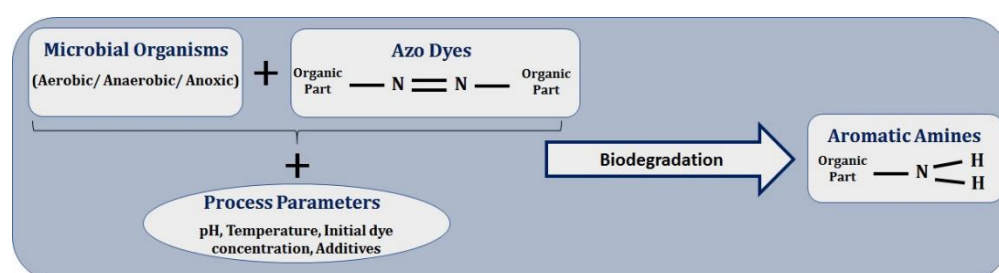 Microbial Organisms
(Aerobic/ Anaerobic/ Anoxic)
+
Azo Dyes
Organic
Part
N
N
Organic
Part
+
Process Parameters
pH, Temperature, Initial dye
concentration, Additives
Biodegradation
Aromatic Amines
Organic
Part
N
H
H